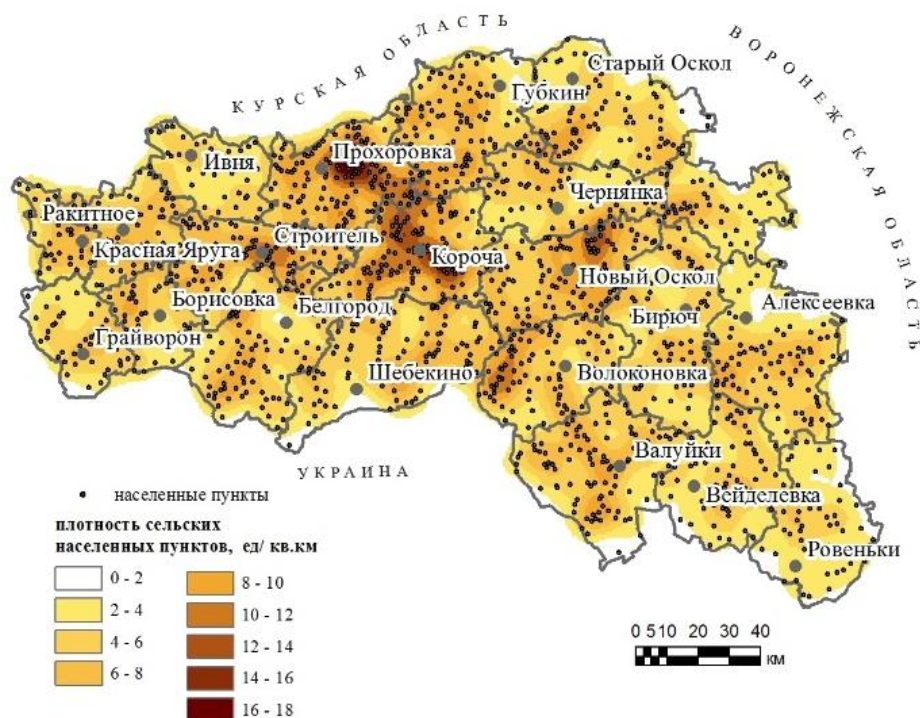 КУРСКАЯ ОБЛАСТЬ
ВОРОНЕЖСКАЯ ОБЛАСТЬ
Старый Оскол
Губкин
Прохоровка
Ивня
Чернянка
Ракитное
Строитель
Красная Яруга
Короча
Новый Оскол
Борисовка
Белгород
Бирюч
Алексеевка
Грайворон
Шебекино
Волоконовка
УКРАИНА
Валуйки
Вейделевка
Ровеньки
населенные пункты
плотность сельских
населенных пунктов, ед/ кв.км
0 - 2
2 - 4
4 - 6
6 - 8
8 - 10
10 - 12
12 - 14
14 - 16
16 - 18
0 5 10 20 30 40
км